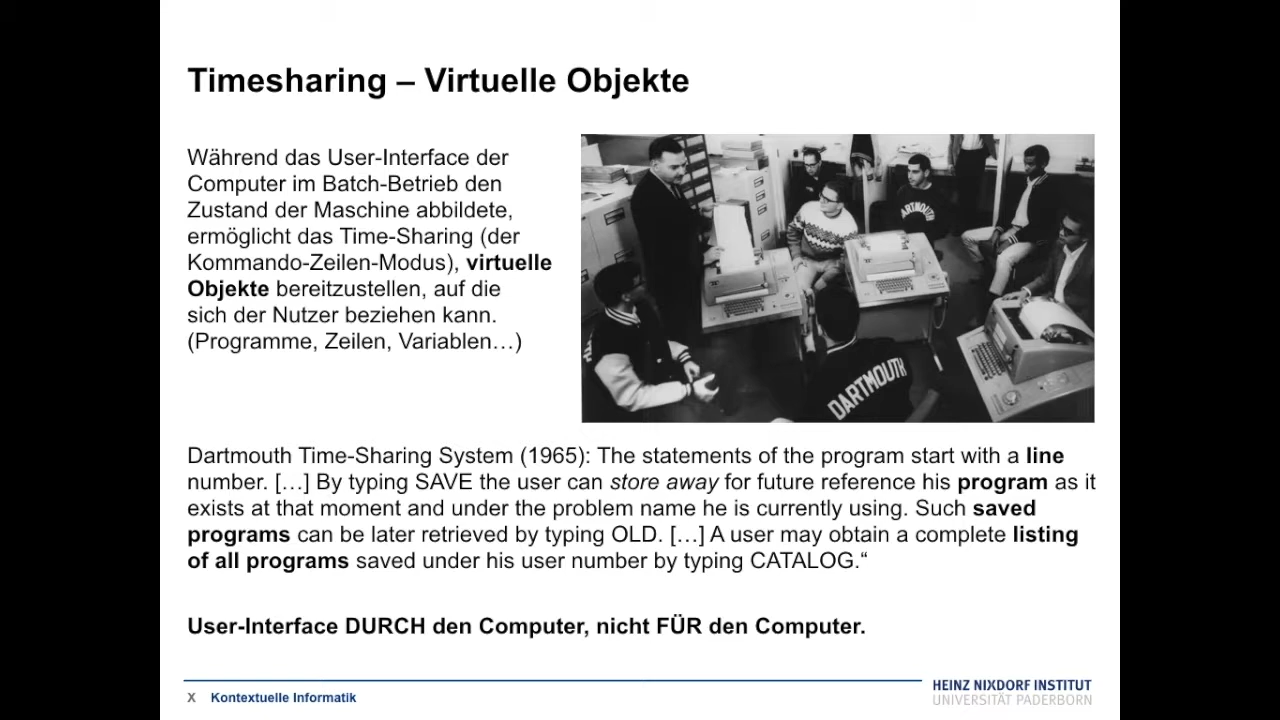 Timesharing – Virtuelle Objekte
Während das User-Interface der
Computer im Batch-Betrieb den
Zustand der Maschine abbildete,
ermöglicht das Time-Sharing (der
Kommando-Zeilen-Modus), virtuelle
Objekte bereitzustellen, auf die
sich der Nutzer beziehen kann.
(Programme, Zeilen, Variablen…)
DARTMOUTH
DARTMOUTH
Dartmouth Time-Sharing System (1965): The statements of the program start with a line
number. […] By typing SAVE the user can store away for future reference his program as it
exists at that moment and under the problem name he is currently using. Such saved
programs can be later retrieved by typing OLD. […] A user may obtain a complete listing
of all programs saved under his user number by typing CATALOG.“
User-Interface DURCH den Computer, nicht FÜR den Computer.
X Kontextuelle Informatik
HEINZ NIXDORF INSTITUT
UNIVERSITÄT PADERBORN